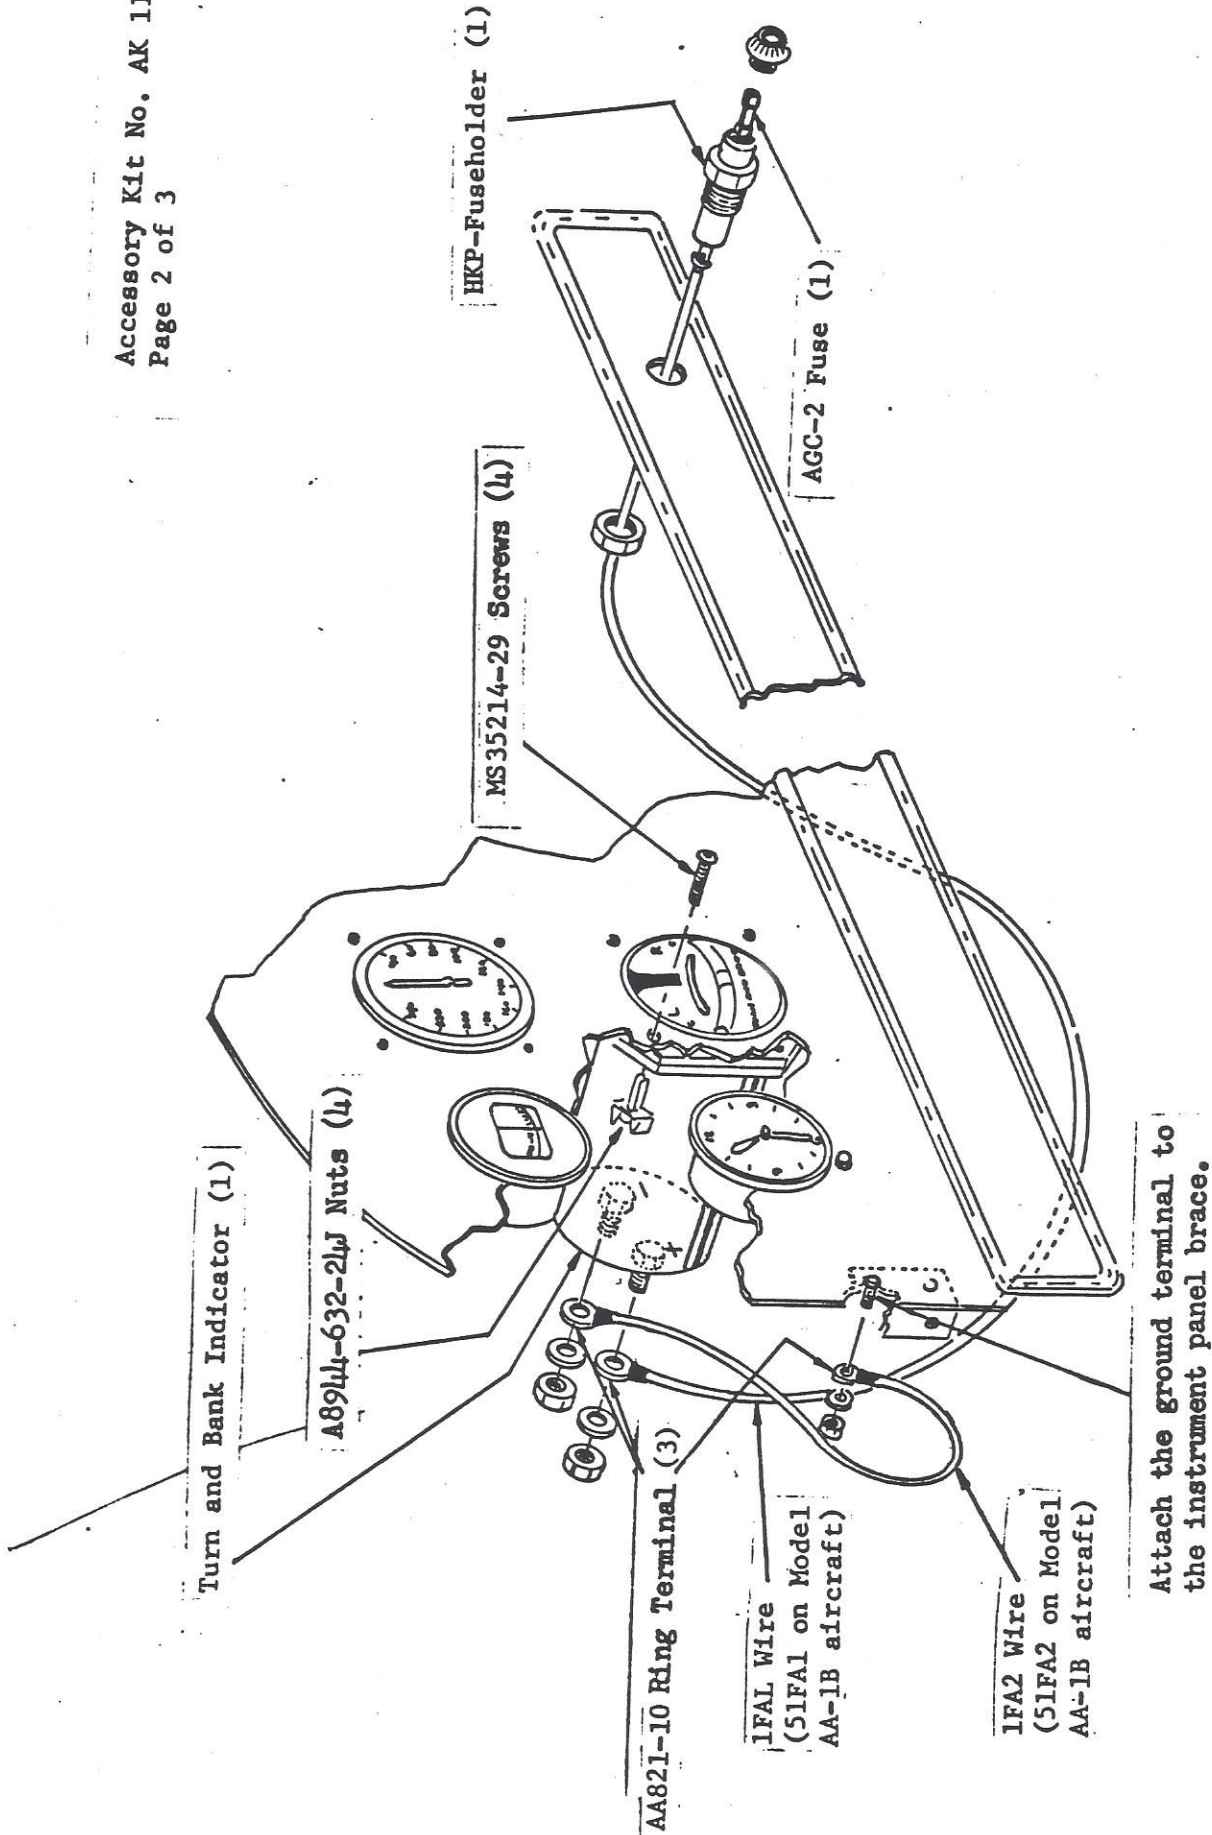 Accessory Kit No. AK 11
Page 2 of 3
HKP-Fuseholder (1)
AGC-2 Fuse (1)
MS35214-29 Screws (4)
Turn and Bank Indicator (1)
A8944-632-24J Nuts (4)
AA821-10 Ring Terminal (3)
1FA1 Wire
(51FA1 on Model
AA-1B aircraft)
1FA2 Wire
(51FA2 on Model
AA-1B aircraft)
Attach the ground terminal to
the instrument panel brace.